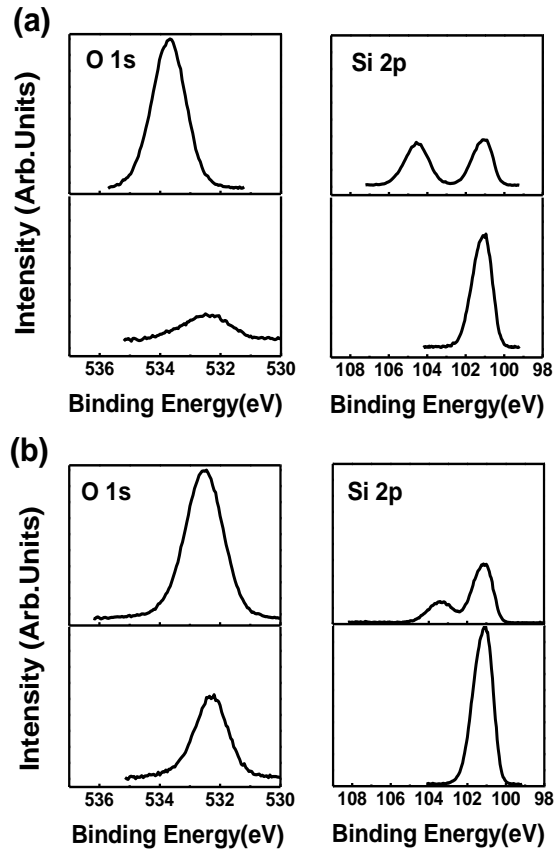 (a)
O 1s
Si 2p
Intensity (Arb.Units)
536 534 532 530
108 106 104 102 100 98
Binding Energy(eV)
Binding Energy(eV)
(b)
O 1s
Si 2p
Intensity (Arb.Units)
536 534 532 530
108 106 104 102 100 98
Binding Energy(eV)
Binding Energy(eV)